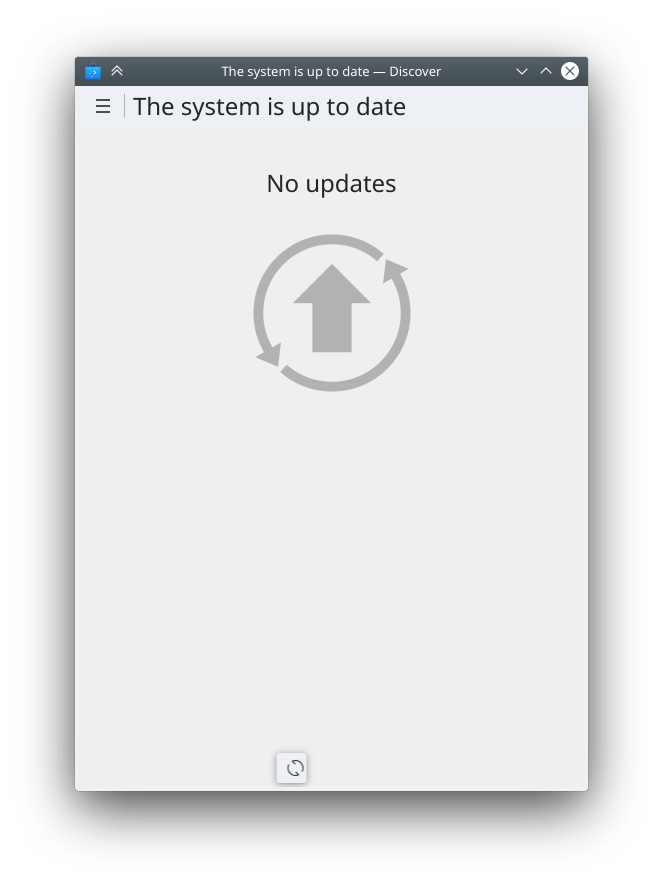 The system is up to date — Discover
The system is up to date
No updates